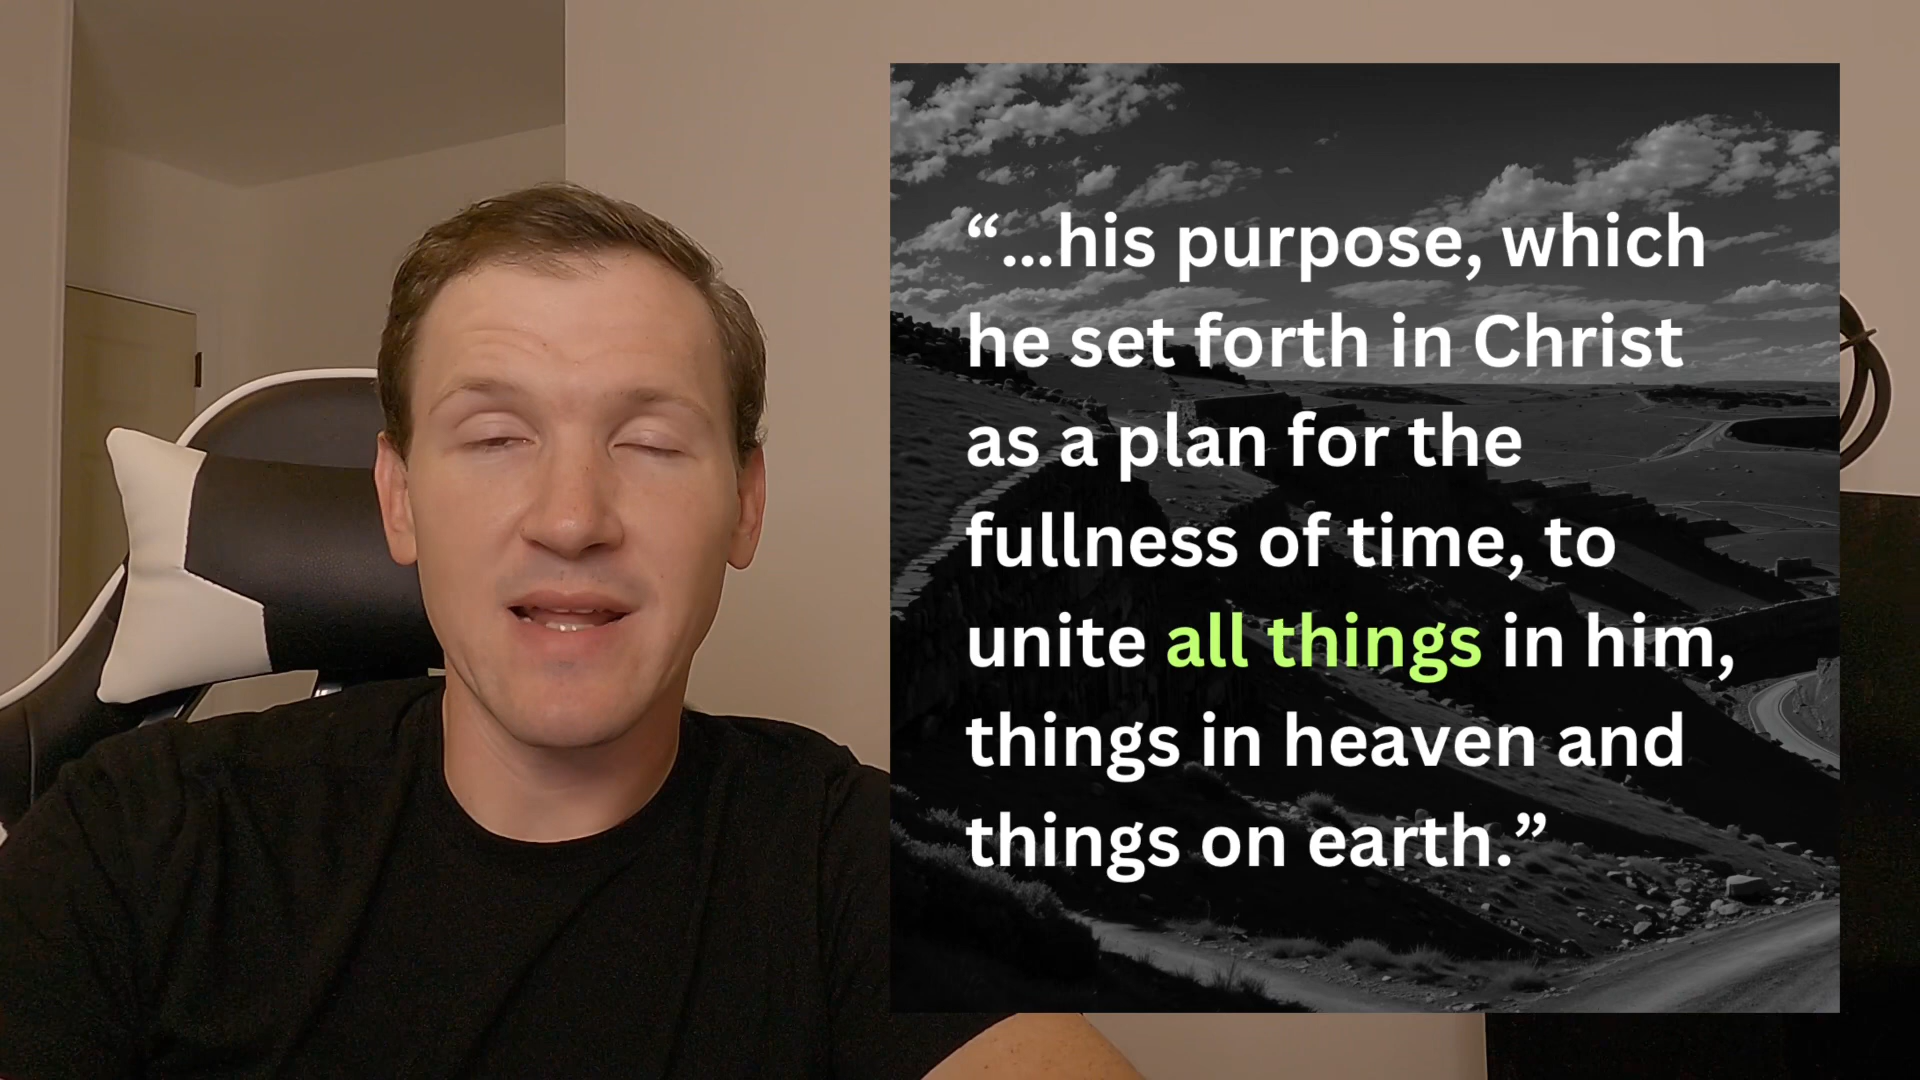 “...his purpose, which
he set forth in Christ
as a plan for the
fullness of time, to
unite all things in him,
things in heaven and
things on earth.”